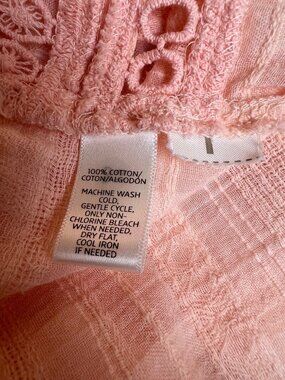 100% COTTON/
COTON/ALGODÓN
MACHINE WASH
COLD,
GENTLE CYCLE,
ONLY NON-
CHLORINE BLEACH
WHEN NEEDED,
DRY FLAT,
COOL IRON
IF NEEDED